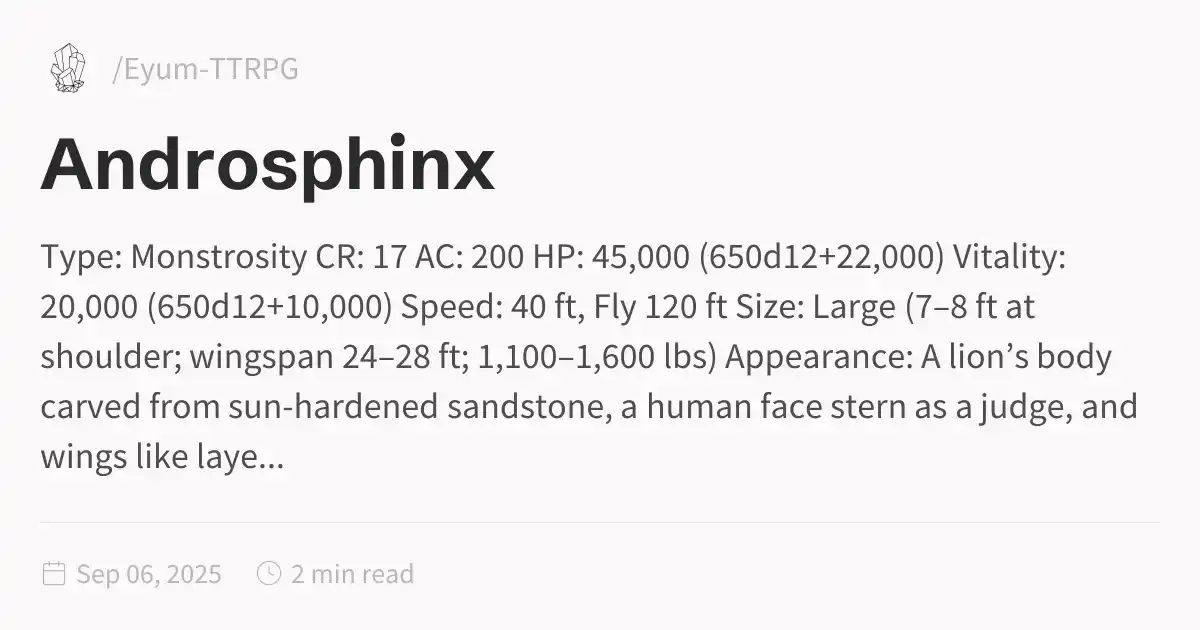 /Eyum-TTRPG
Androsphinx
Type: Monstrosity CR: 17 AC: 200 HP: 45,000 (650d12+22,000) Vitality:
20,000 (650d12+10,000) Speed: 40 ft, Fly 120 ft Size: Large (7–8 ft at
shoulder; wingspan 24–28 ft; 1,100–1,600 lbs) Appearance: A lion’s body
carved from sun-hardened sandstone, a human face stern as a judge, and
wings like laye...
Sep 06, 2025 2 min read